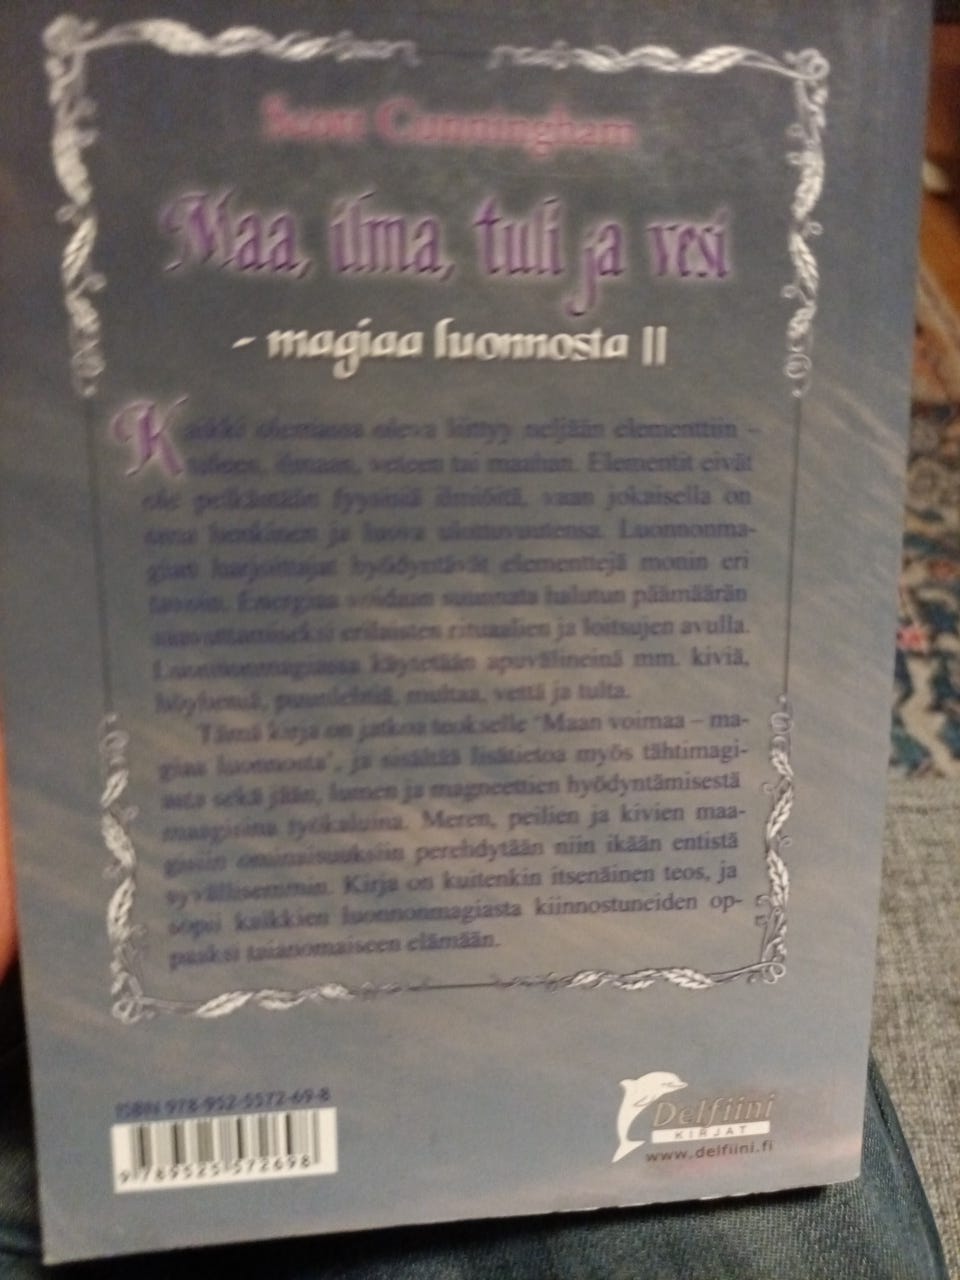 Scott Cunningham
Maa, ilma, tuli ja vesi
- magiaa luonnosta II
Kaikki olemassa oleva liittyy neljään elementtiin –
tuleen, ilmaan, veteen tai maahan. Elementit eivät
ole pelkästään fyysisiä ilmiöitä, vaan jokaisella on
oma henkinen ja luova ulottuvuutensa. Luonnonma-
gian harjoittajat hyödyntävät elementtejä monin eri
tavoin. Energiaa voidaan suunnata halutun päämäärän
saavuttamiseksi erilaisten rituaalien ja loitsujen avulla.
Luonnonmagiassa käytetään apuvälineinä mm. kiviä,
höyheniä, puunlehtiä, multaa, vettä ja tulta.
Tämä kirja on jatkoa teokselle ’Maan voimaa – ma-
giaa luonnosta’, ja sisältää lisätietoa myös tähtimagi-
asta sekä jään, lumen ja magneettien hyödyntämisestä
maagisina työkaluina. Meren, peilien ja kivien maa-
gisiin ominaisuuksiin perehdytään niin ikään entistä
syvällisemmin. Kirja on kuitenkin itsenäinen teos, ja
sopii kaikkien luonnonmagiasta kiinnostuneiden op-
paaksi taianomaiseen elämään.
ISBN 978-952-5572-69-8
9 789525 572698
Delfiini
KIRJAT
www.delfiini.fi